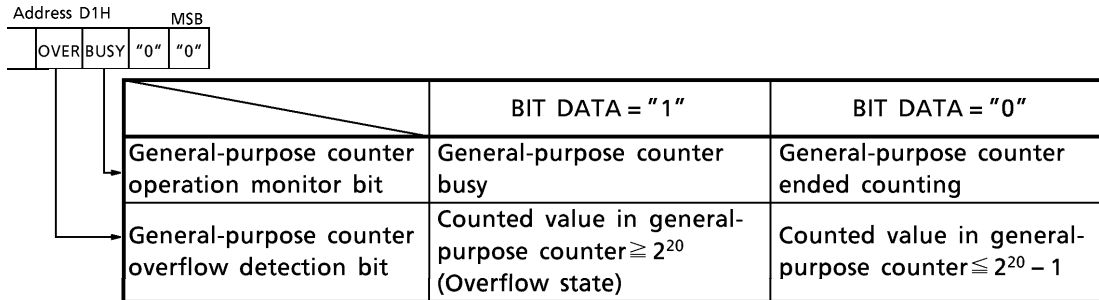 Address D1H
MSB
OVER BUSY "0" "0"
BIT DATA = "1" BIT DATA = "0"
General-purpose counter
operation monitor bit
General-purpose counter
busy
General-purpose counter
ended counting
General-purpose counter
overflow detection bit
Counted value in general-
purpose counter ≧ 2²⁰
(Overflow state)
Counted value in general-
purpose counter ≦ 2²⁰ – 1